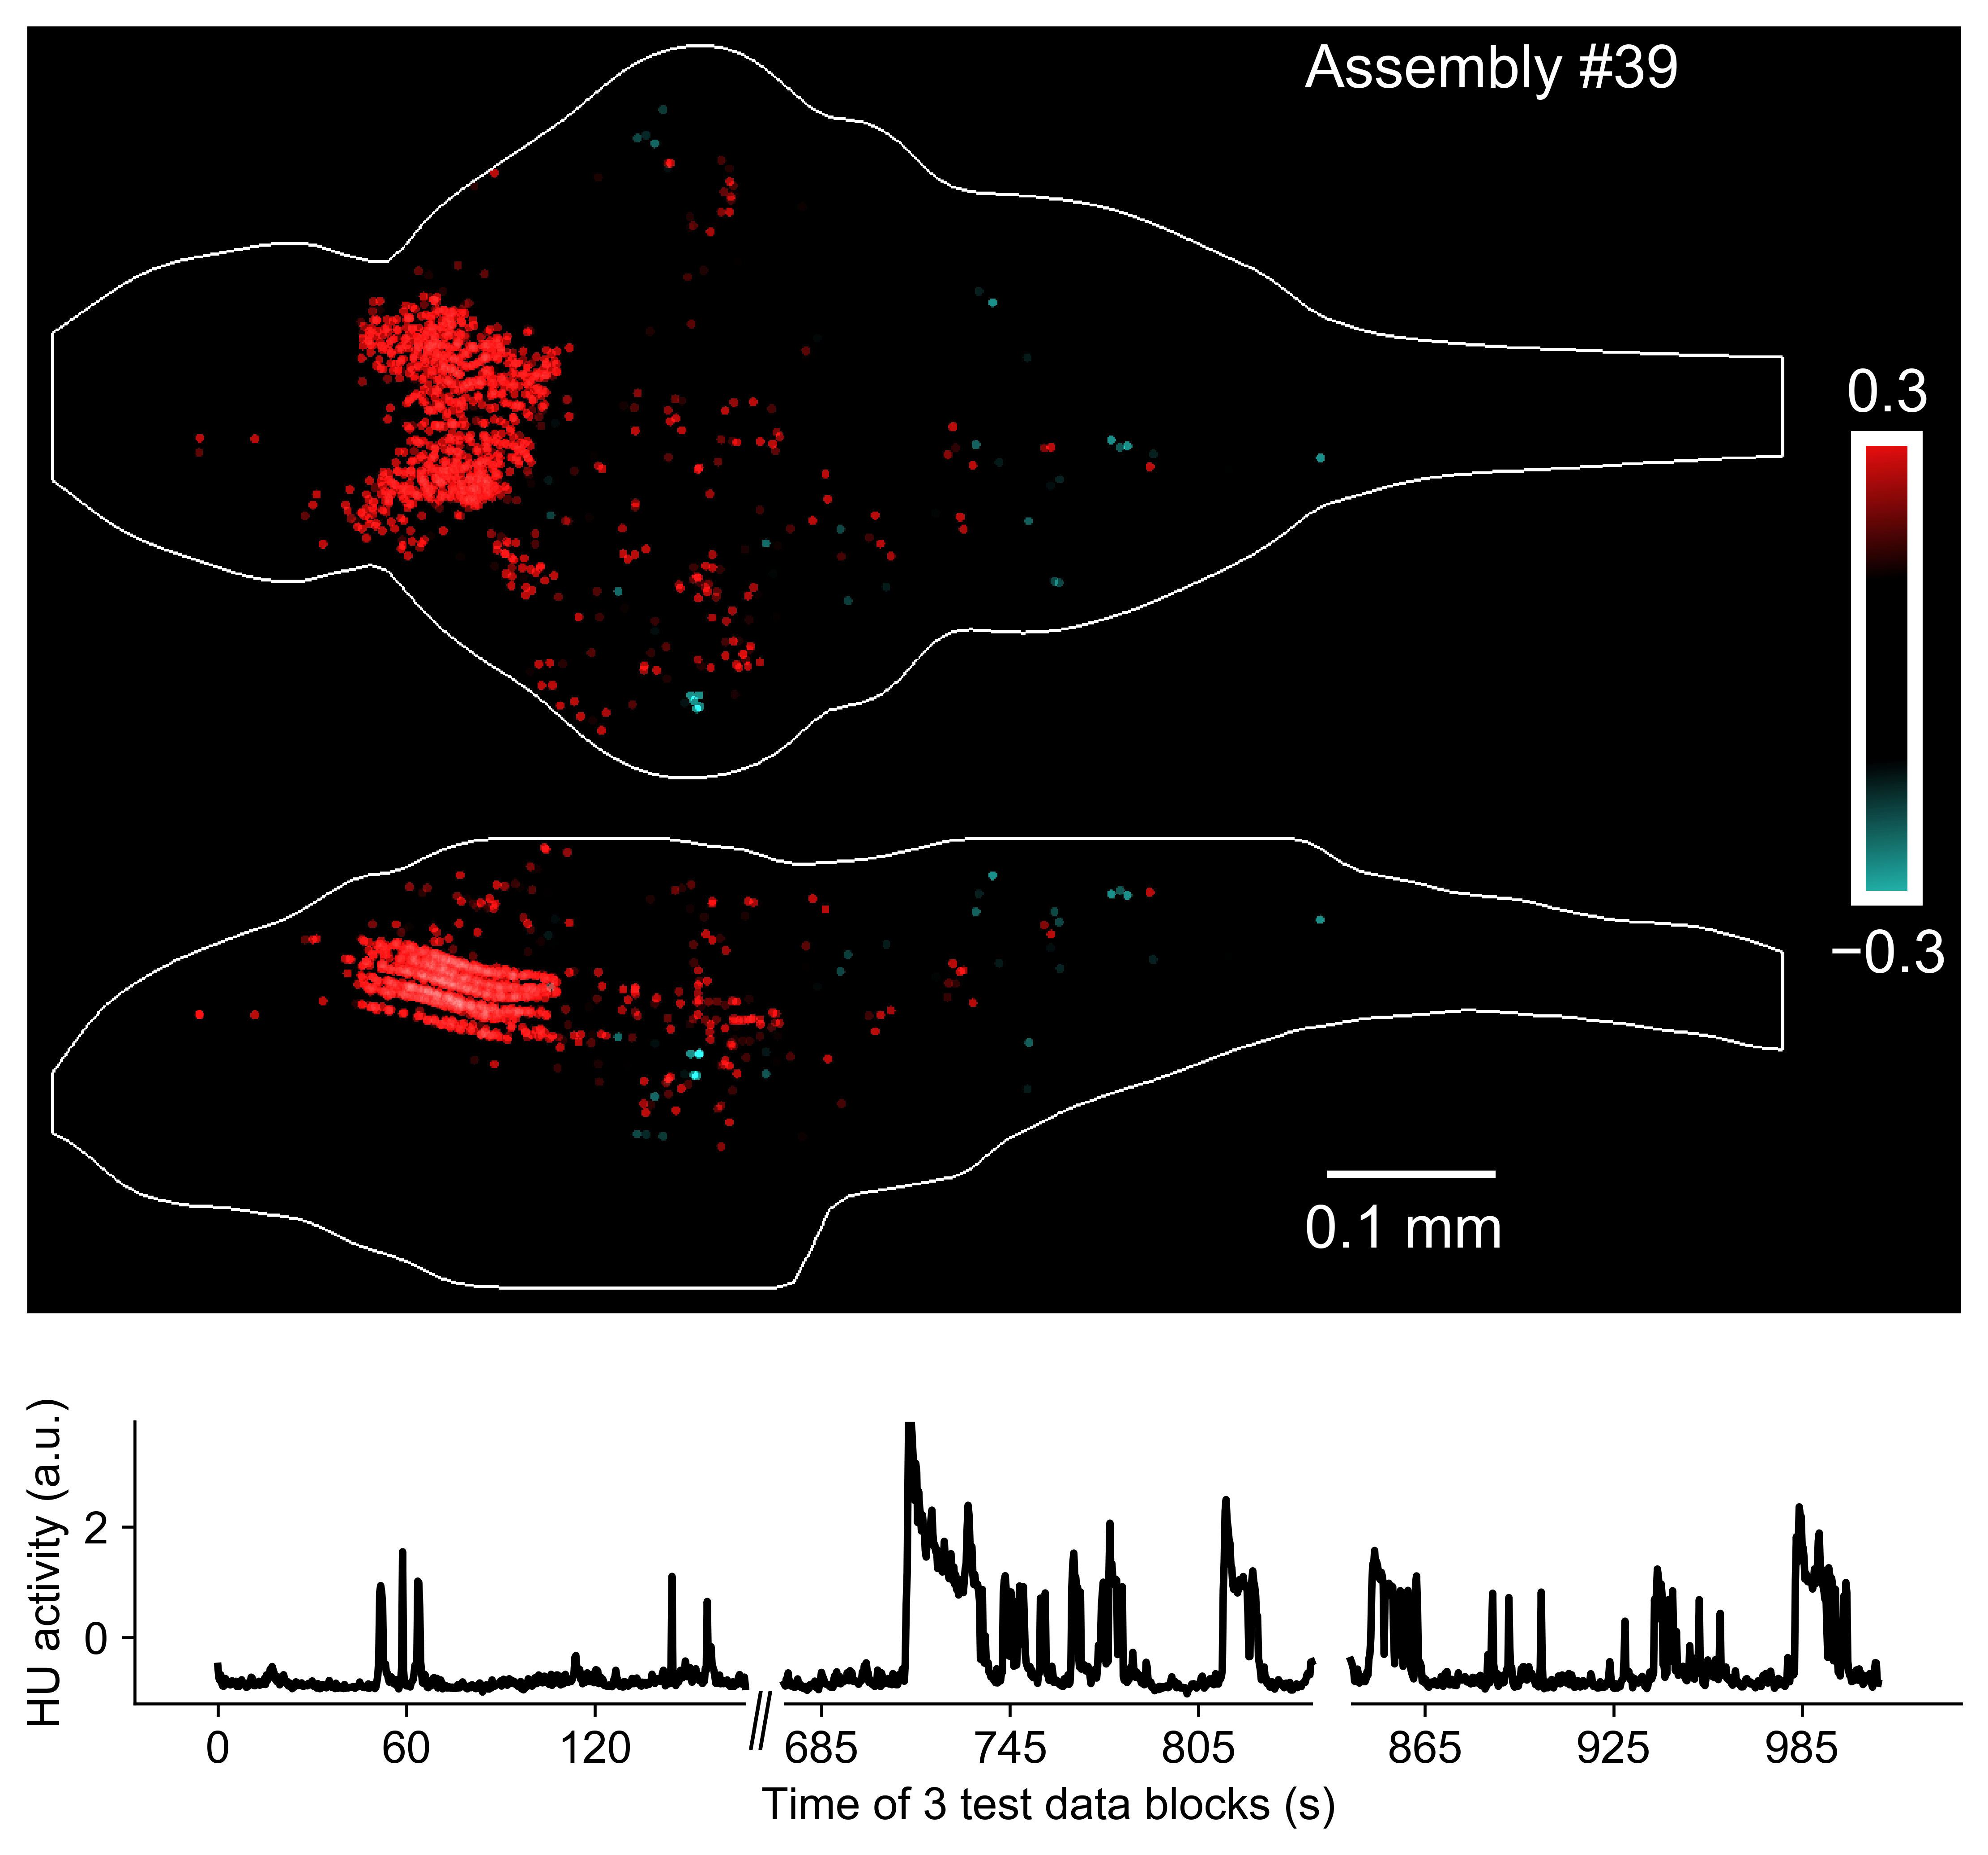 Assembly #39
0.3
−0.3
0.1 mm
HU activity (a.u.)
2
0
0 60 120 685 745 805 865 925 985
Time of 3 test data blocks (s)